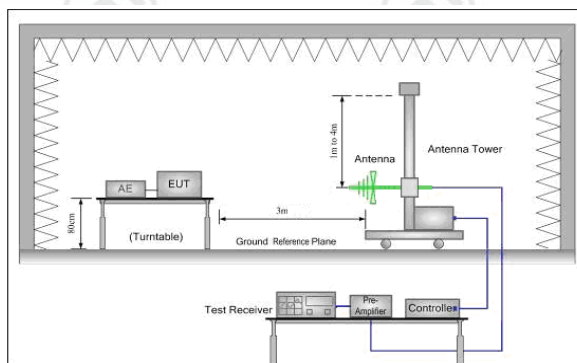 1m to 4m
Antenna
Antenna Tower
AE
EUT
80cm
3m
(Turntable)
Ground Reference Plane
Test Receiver
Pre-
Amplifier
Controller